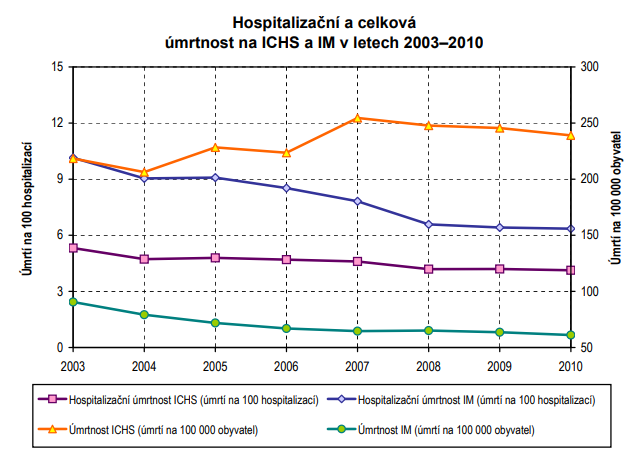 Hospitalizační a celková
úmrtnost na ICHS a IM v letech 2003–2010
15
12
9
6
3
0
Úmrtí na 100 hospitalizací
300
250
200
150
100
50
Úmrtí na 100 000 obyvatel
2003 2004 2005 2006 2007 2008 2009 2010
Hospitalizační úmrtnost ICHS (úmrtí na 100 hospitalizací) Hospitalizační úmrtnost IM (úmrtí na 100 hospitalizací)
Úmrtnost ICHS (úmrtí na 100 000 obyvatel) Úmrtnost IM (úmrtí na 100 000 obyvatel)